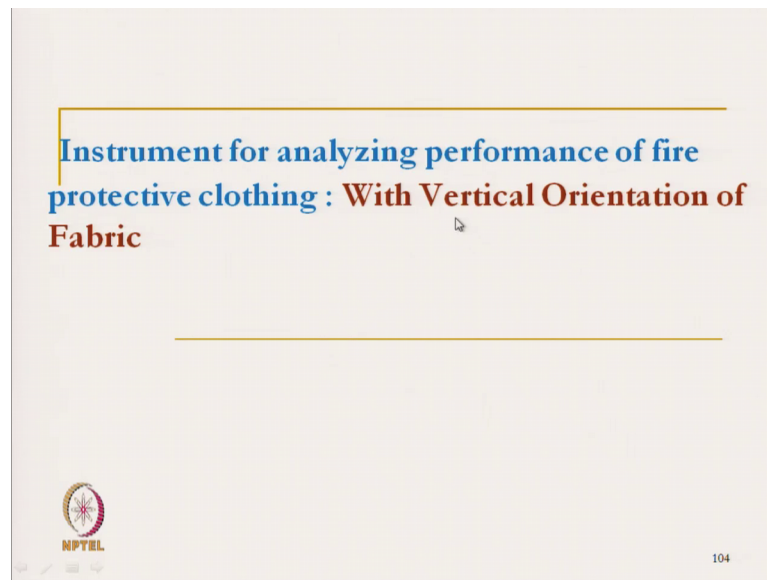 Instrument for analyzing performance of fire
protective clothing : With Vertical Orientation of
Fabric
NPTEL
104